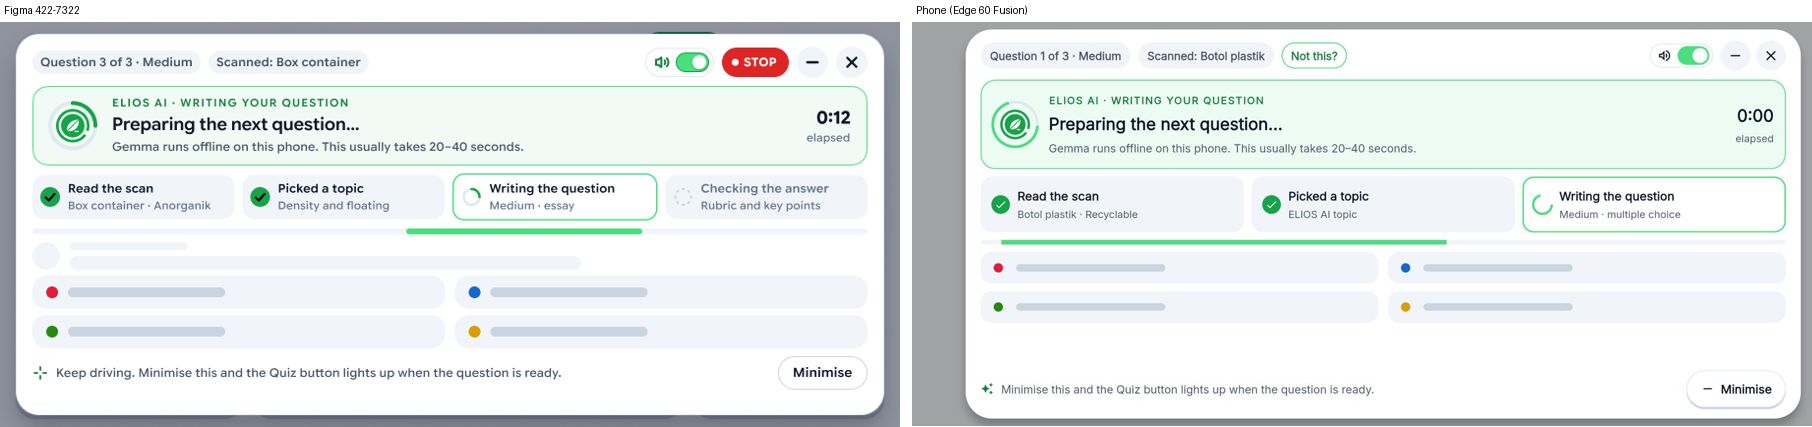 Figma 422-7322
Question 3 of 3 · Medium
Scanned: Box container
STOP
ELIOS AI · WRITING YOUR QUESTION
Preparing the next question...
Gemma runs offline on this phone. This usually takes 20–40 seconds.
0:12
elapsed
Read the scan
Box container · Anorganik
Picked a topic
Density and floating
Writing the question
Medium · essay
Checking the answer
Rubric and key points
Keep driving. Minimise this and the Quiz button lights up when the question is ready.
Minimise
Phone (Edge 60 Fusion)
Question 1 of 3 · Medium
Scanned: Botol plastik
Not this?
ELIOS AI · WRITING YOUR QUESTION
Preparing the next question...
Gemma runs offline on this phone. This usually takes 20–40 seconds.
0:00
elapsed
Read the scan
Botol plastik · Recyclable
Picked a topic
ELIOS AI topic
Writing the question
Medium · multiple choice
Minimise this and the Quiz button lights up when the question is ready.
Minimise